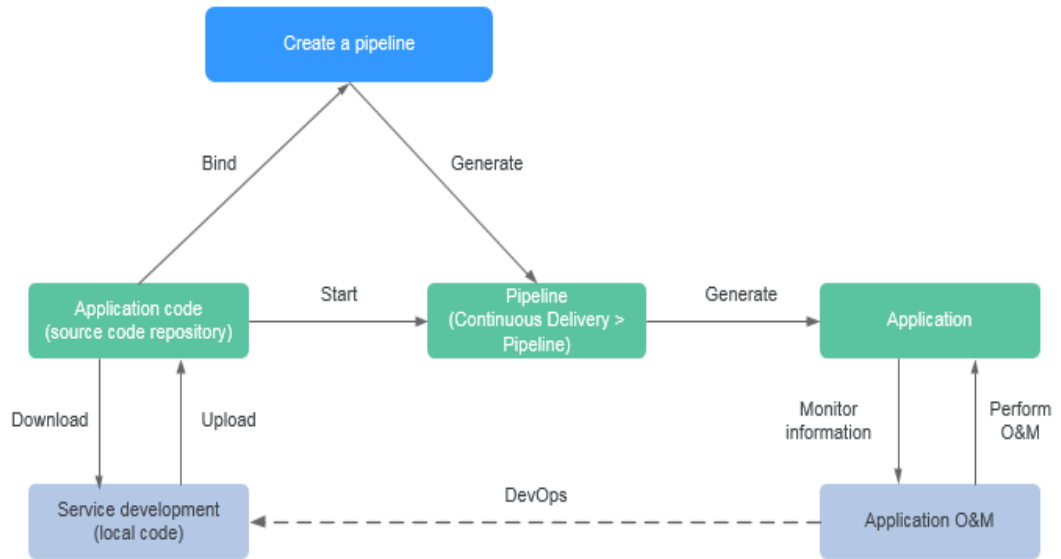 Create a pipeline
Bind
Generate
Application code
(source code repository)
Start
Pipeline
(Continuous Delivery >
Pipeline)
Generate
Application
Download
Upload
Monitor
information
Perform
O&M
Service development
(local code)
DevOps
Application O&M